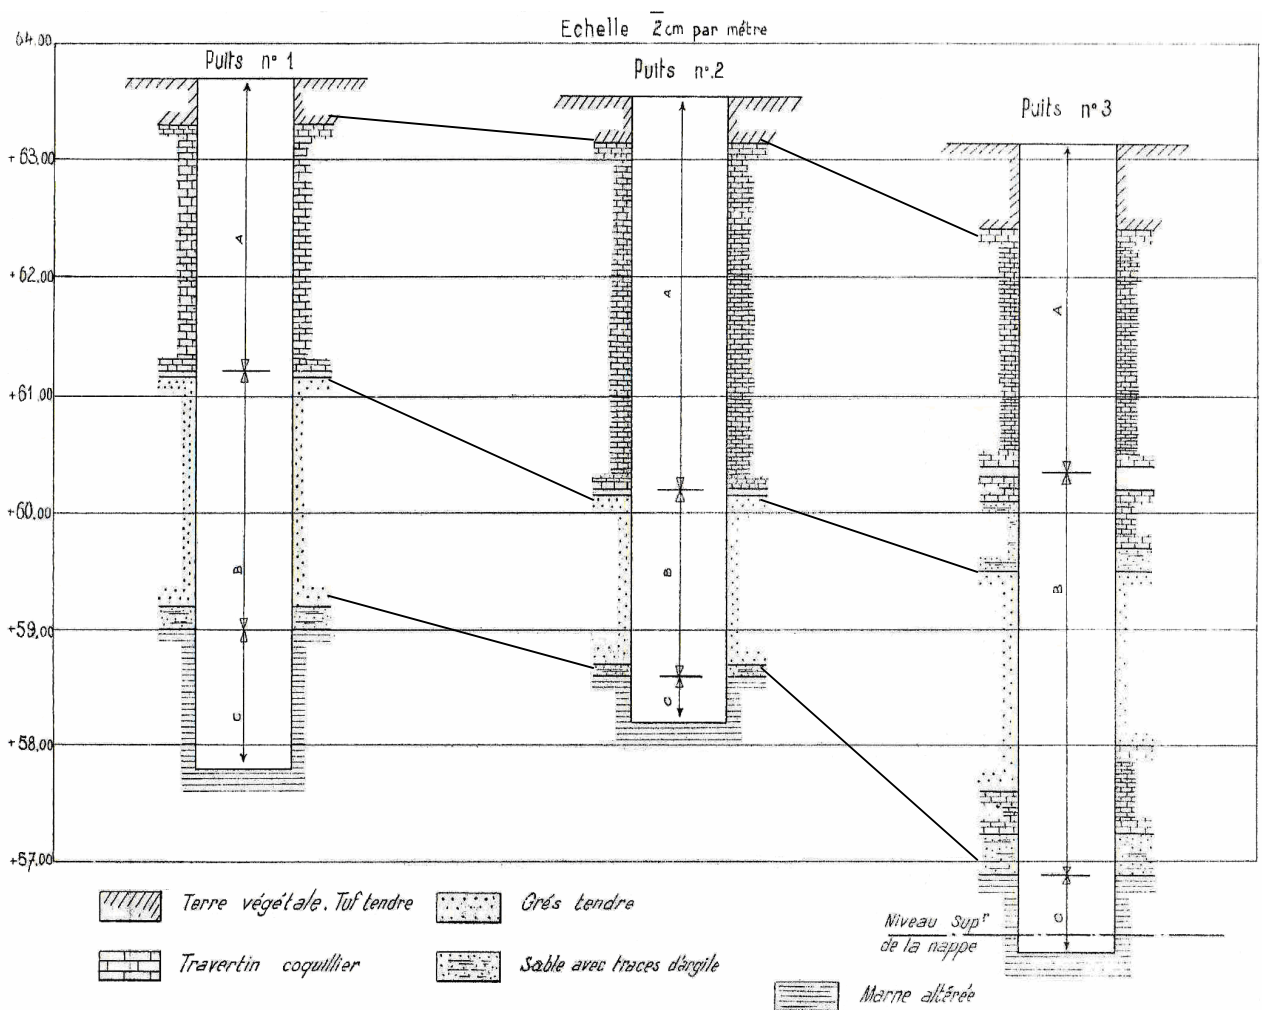 Echelle 2cm par métre
64.00
Puits n° 1
Puits n°.2
Puits n° 3
+63,00
A
A
A
+62.00
+61,00
+60,00
B
B
B
+59,00
C
C
C
+58,00
+57,00
Terre végétale. Tuf tendre
Grés tendre
Niveau Supr
de la nappe
Travertin coquillier
Sable avec traces d'argile
Marne altérée